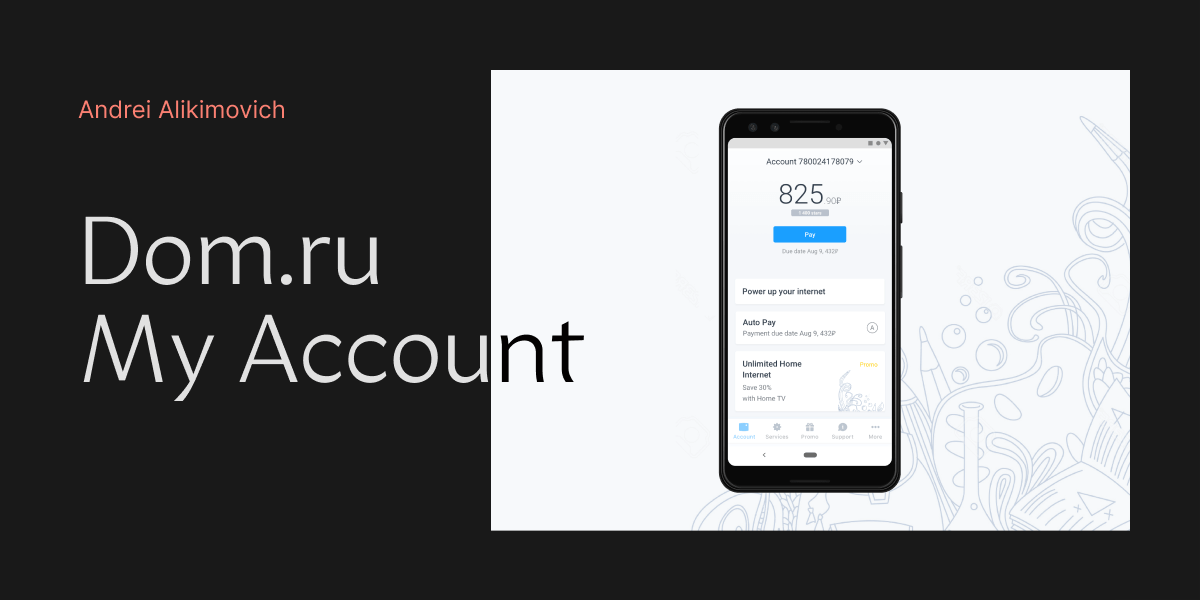 Andrei Alikimovich
Dom.ru
My Account
Account 780024178079
825.90₽
Pay
Due date Aug 9, 432₽
Power up your internet
Auto Pay
Payment due date Aug 9, 432₽
A
Unlimited Home
Internet
Promo
Save 30%
with Home TV
Account Services Promo Support More